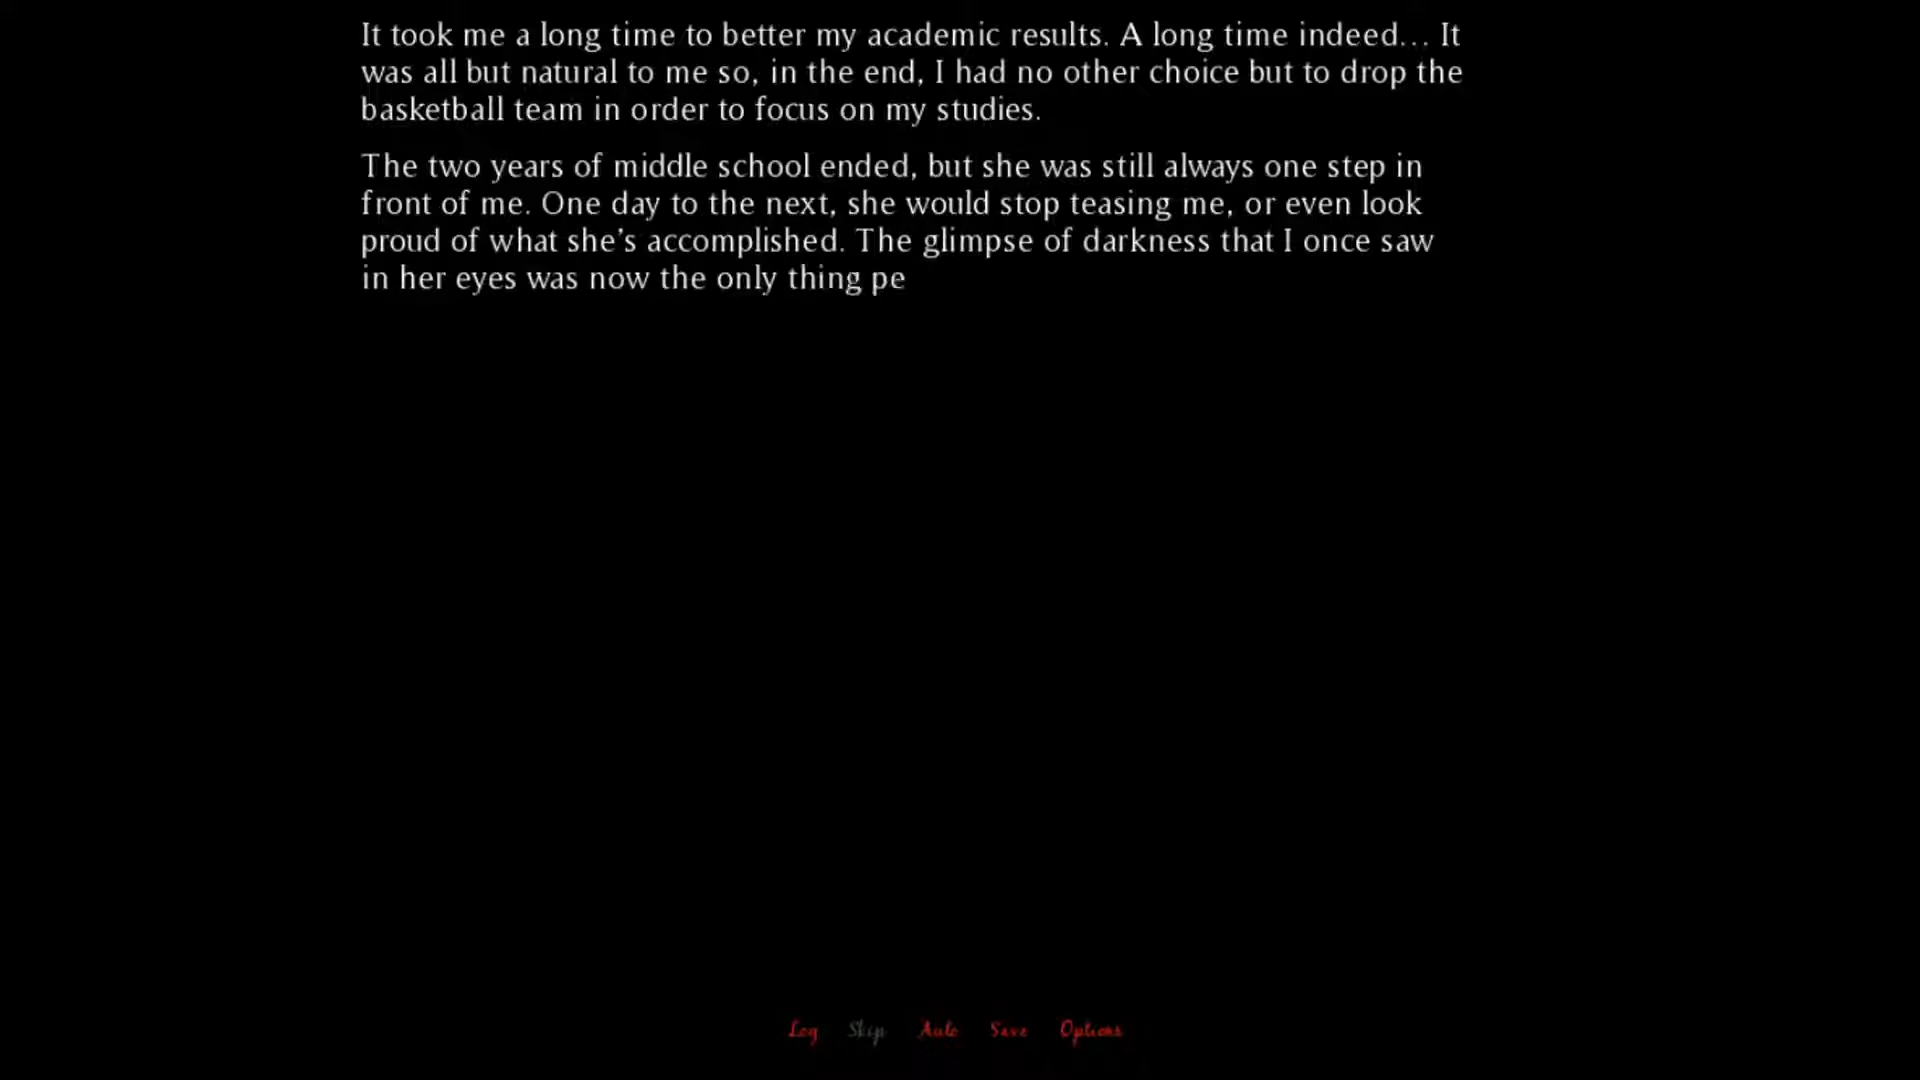 It took me a long time to better my academic results. A long time indeed... It
was all but natural to me so, in the end, I had no other choice but to drop the
basketball team in order to focus on my studies.
The two years of middle school ended, but she was still always one step in
front of me. One day to the next, she would stop teasing me, or even look
proud of what she’s accomplished. The glimpse of darkness that I once saw
in her eyes was now the only thing pe
Log Skip Auto Save Options